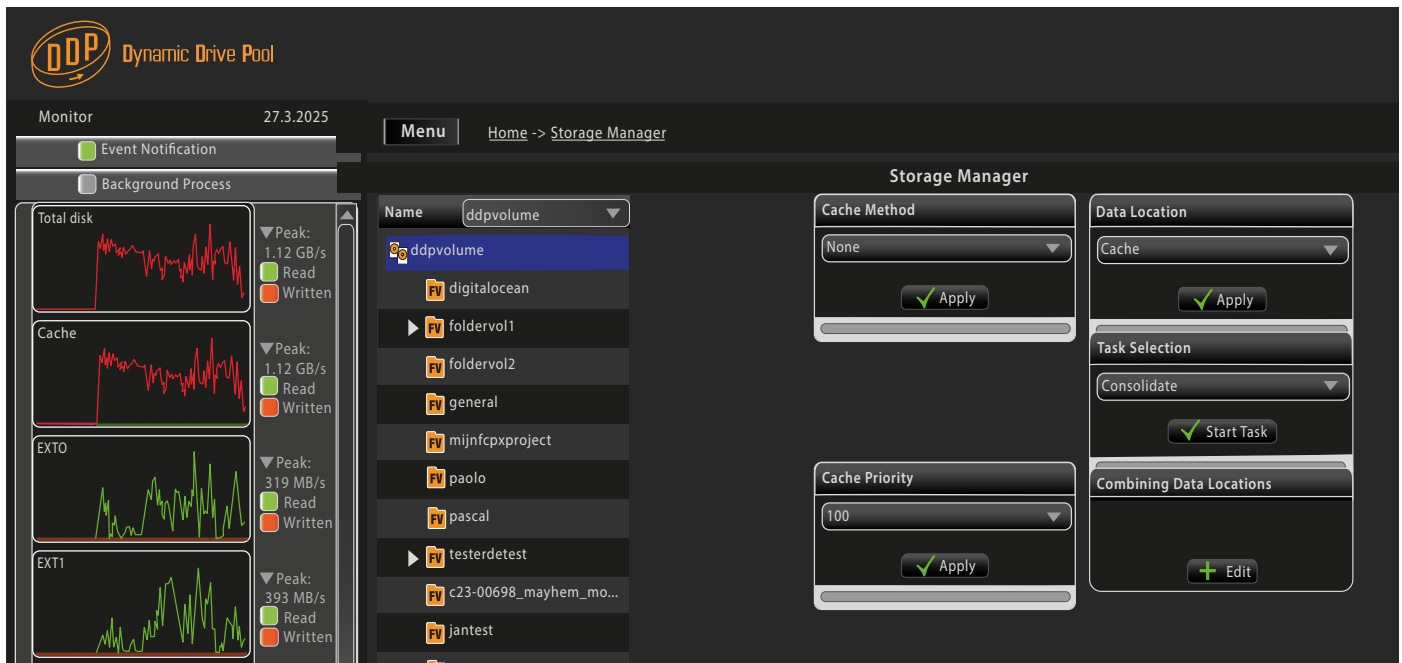 DDP Dynamic Drive Pool
Monitor 27.3.2025
Event Notification
Background Process
Total disk
Peak:
1.12 GB/s
Read
Written
Cache
Peak:
1.12 GB/s
Read
Written
EXT0
Peak:
319 MB/s
Read
Written
EXT1
Peak:
393 MB/s
Read
Written
Menu Home -> Storage Manager
Storage Manager
Name ddpvolume
ddpvolume
FV digitalocean
FV foldervol1
FV foldervol2
FV general
FV mijnfcpxproject
FV paolo
FV pascal
FV testerdetest
FV c23-00698_mayhem_mo...
FV jantest
Cache Method
None
Apply
Cache Priority
100
Apply
Data Location
Cache
Apply
Task Selection
Consolidate
Start Task
Combining Data Locations
Edit